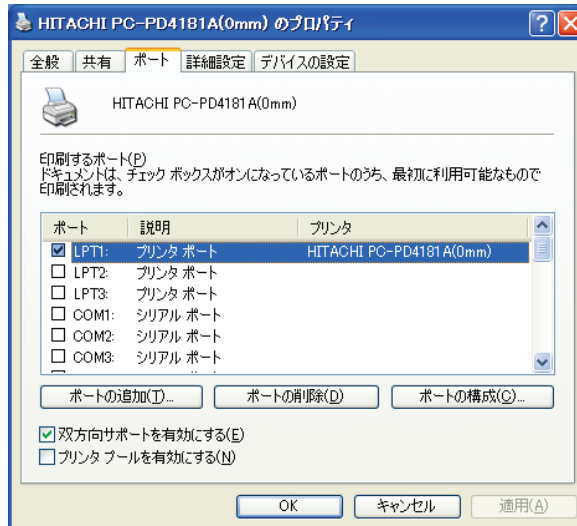 HITACHI PC-PD4181A(0mm) のプロパティ
全般 共有 ポート 詳細設定 デバイスの設定
HITACHI PC-PD4181A(0mm)
印刷するポート(P)
ドキュメントは、チェック ボックスがオンになっているポートのうち、最初に利用可能なもので
印刷されます。
ポート 説明 プリンタ
LPT1: プリンタ ポート HITACHI PC-PD4181A(0mm)
LPT2: プリンタ ポート
LPT3: プリンタ ポート
COM1: シリアル ポート
COM2: シリアル ポート
COM3: シリアル ポート
ポートの追加(T)... ポートの削除(D) ポートの構成(C)...
双方向サポートを有効にする(E)
プリンタ プールを有効にする(N)
OK キャンセル 適用(A)